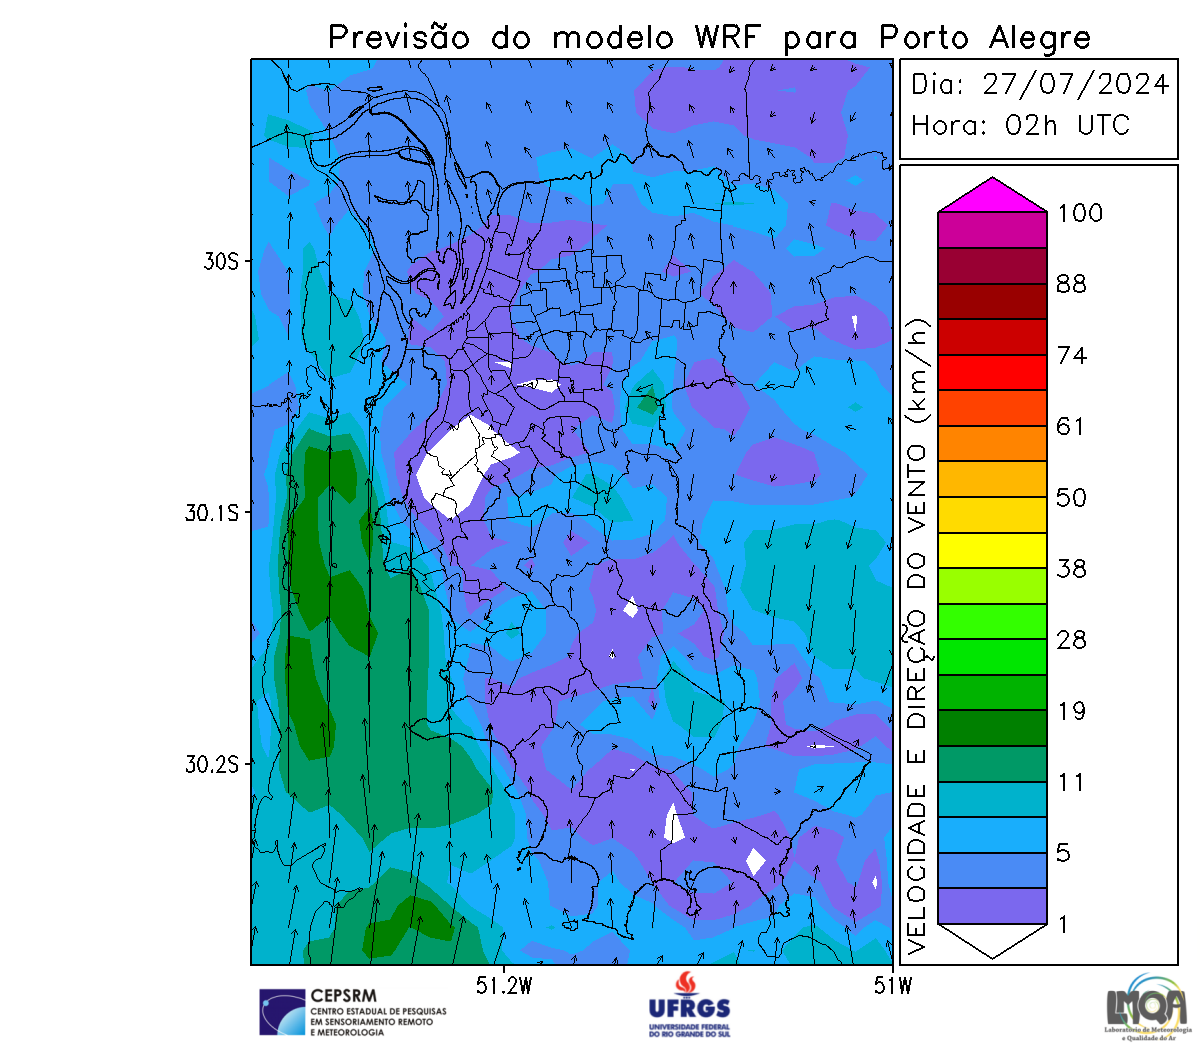 Previsão do modelo WRF para Porto Alegre
Dia: 27/07/2024
Hora: 02h UTC
100
88
74
61
50
38
28
19
11
5
1
VELOCIDADE E DIREÇÃO DO VENTO (km/h)
30S
30.1S
30.2S
51.2W
51W
CEPSRM
CENTRO ESTADUAL DE PESQUISAS
EM SENSORIAMENTO REMOTO
E METEOROLOGIA
UFRGS
UNIVERSIDADE FEDERAL
DO RIO GRANDE DO SUL
LMQA
Laboratório de Meteorologia
e Qualidade do Ar